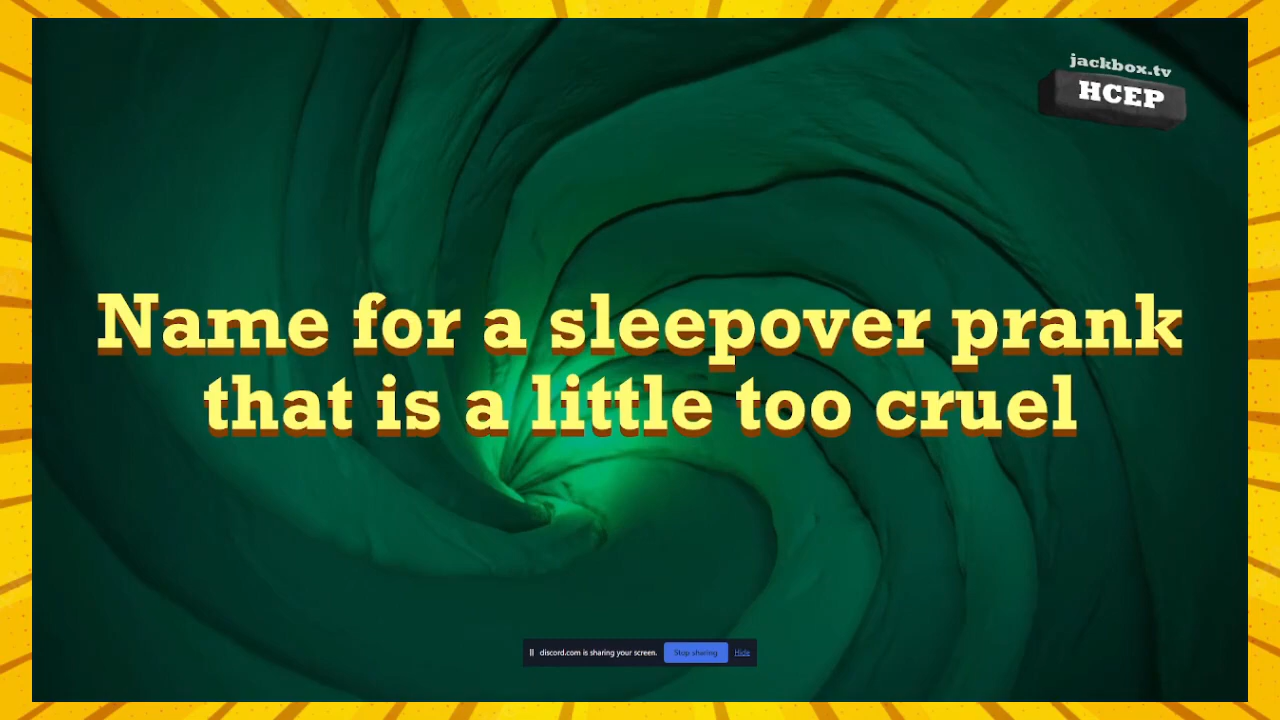 jackbox.tv
HCEP
Name for a sleepover prank
that is a little too cruel
discord.com is sharing your screen. Stop sharing Hide